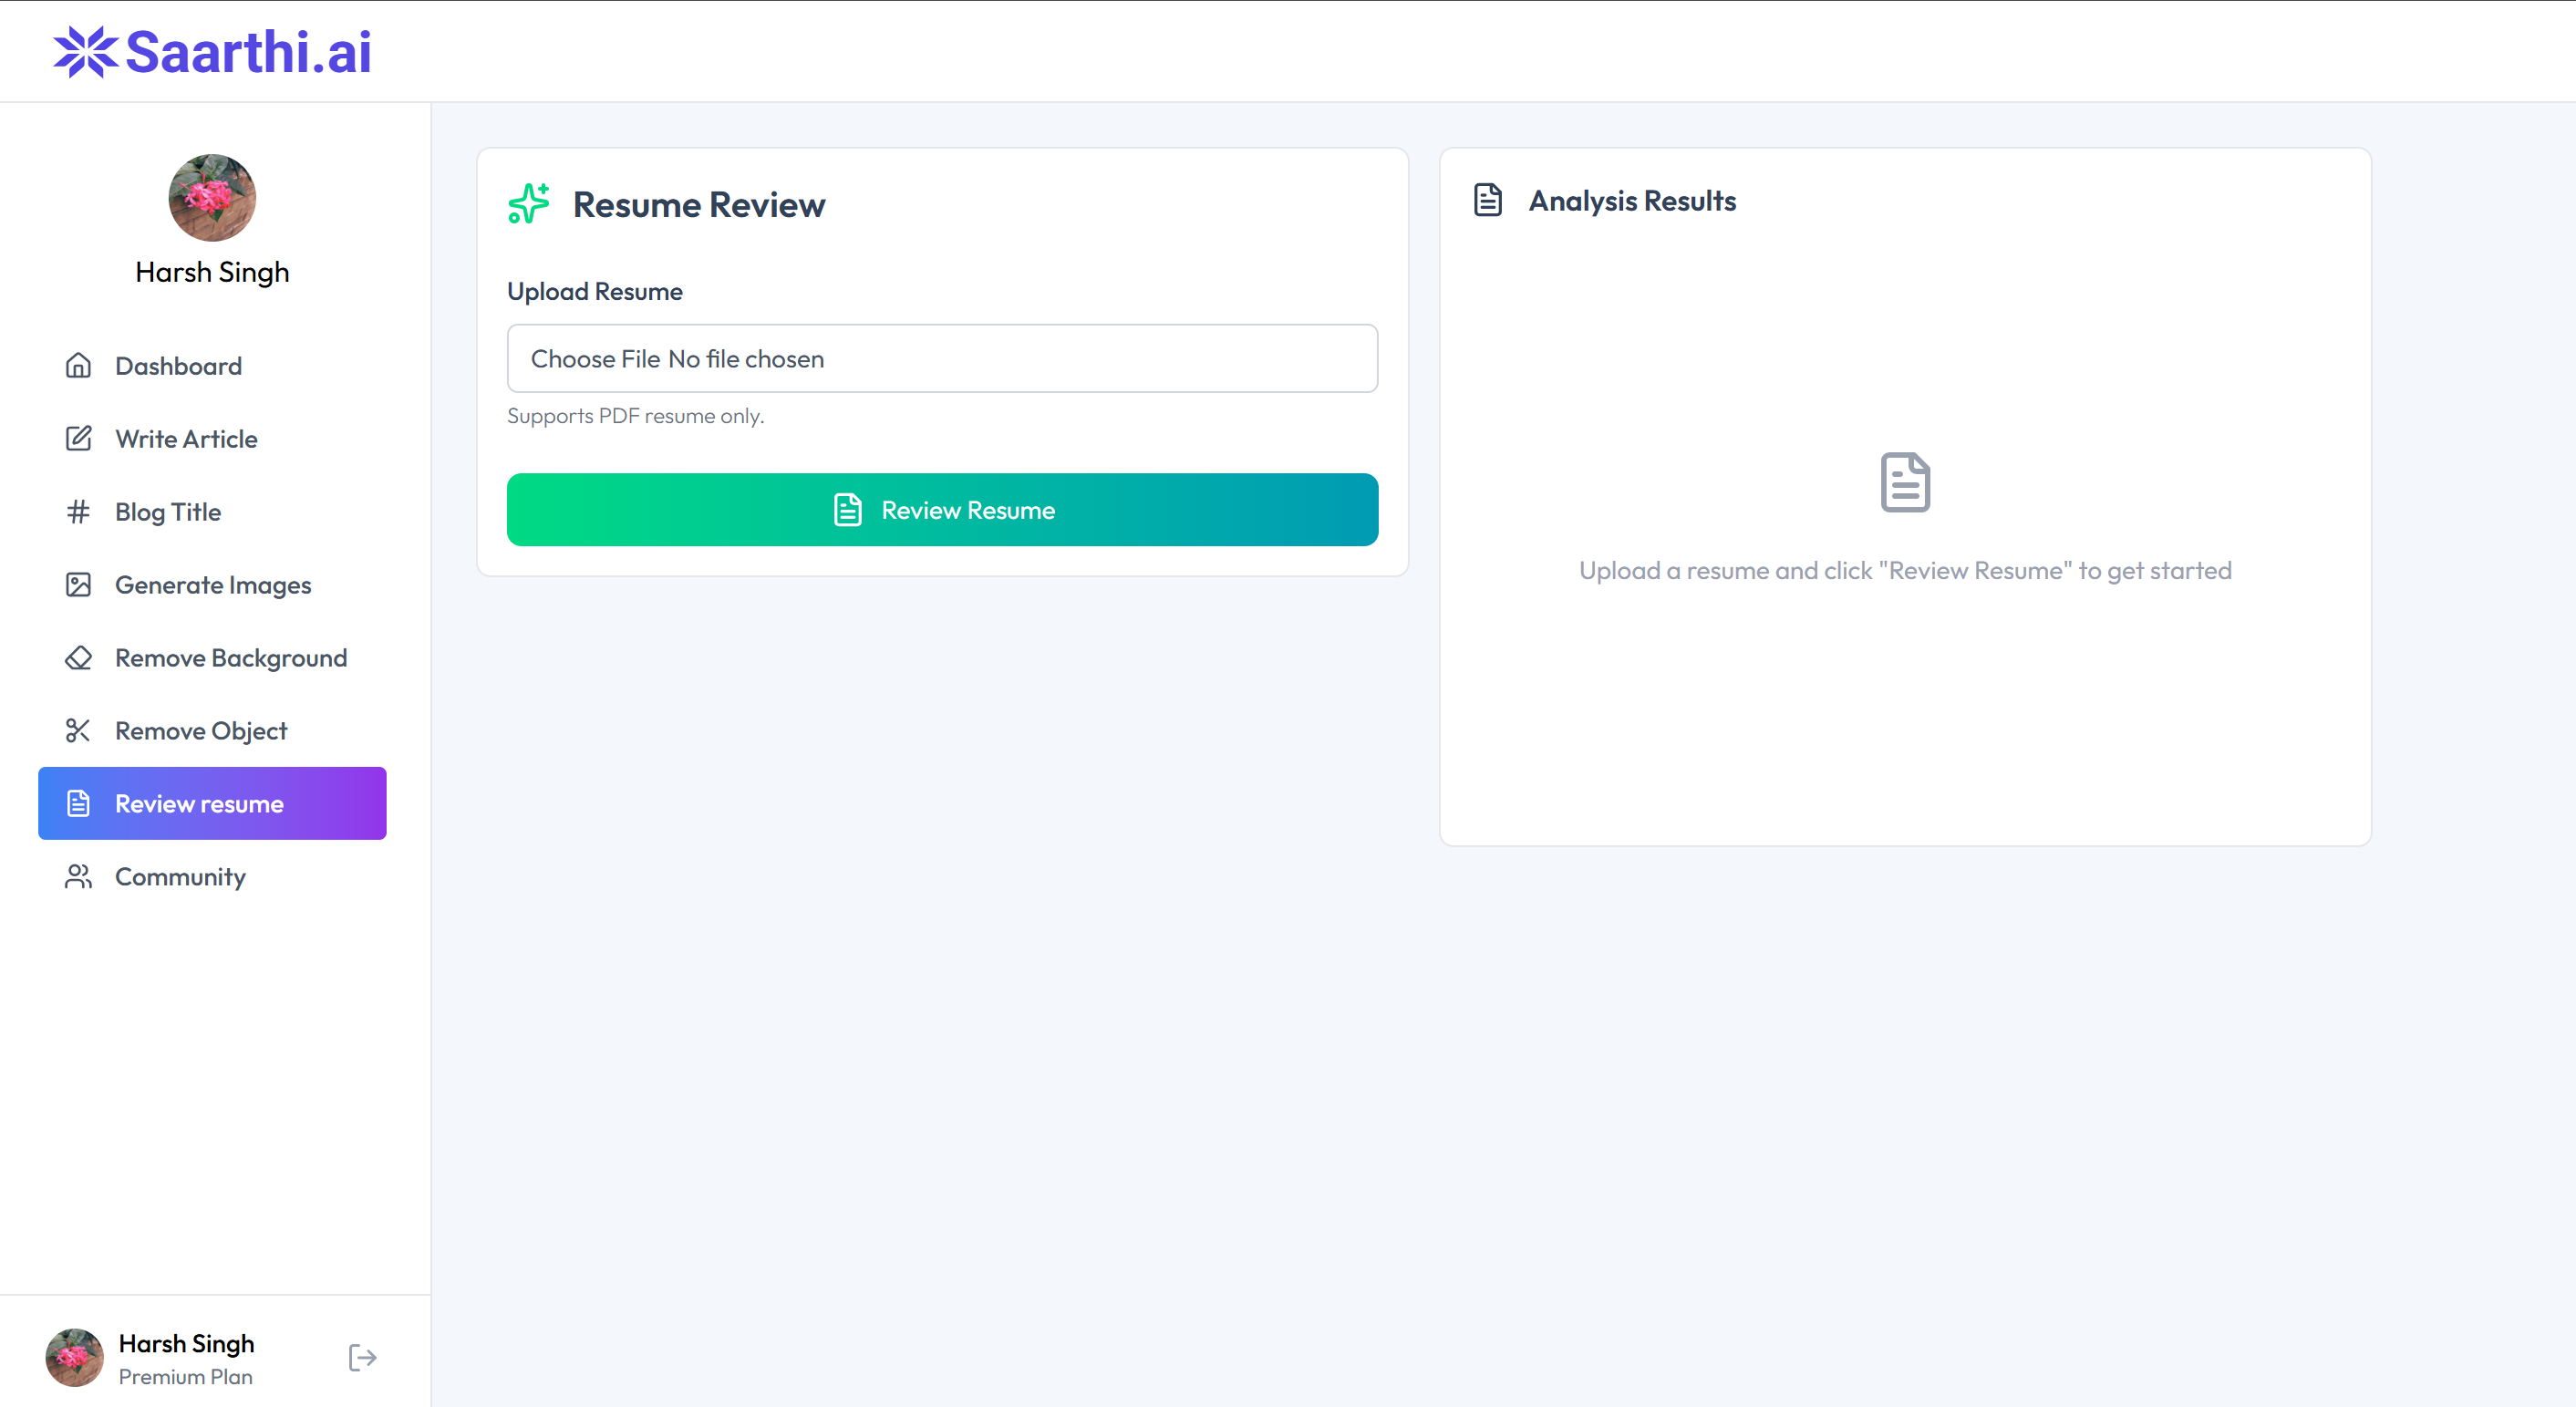 Saarthi.ai
Harsh Singh
Dashboard
Write Article
Blog Title
Generate Images
Remove Background
Remove Object
Review resume
Community
Harsh Singh
Premium Plan
Resume Review
Upload Resume
Choose File No file chosen
Supports PDF resume only.
Review Resume
Analysis Results
Upload a resume and click "Review Resume" to get started